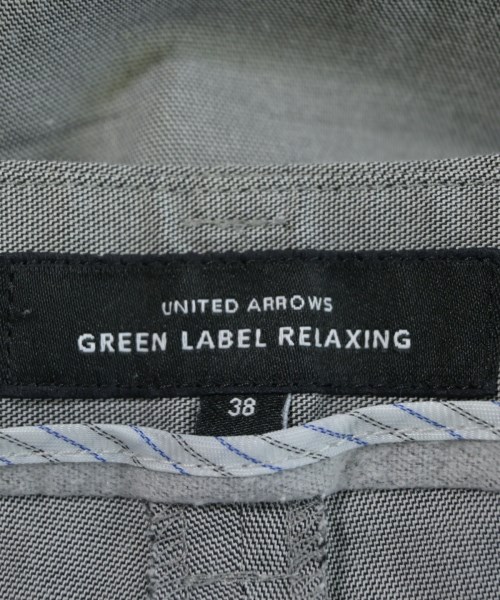 UNITED ARROWS
GREEN LABEL RELAXING
38